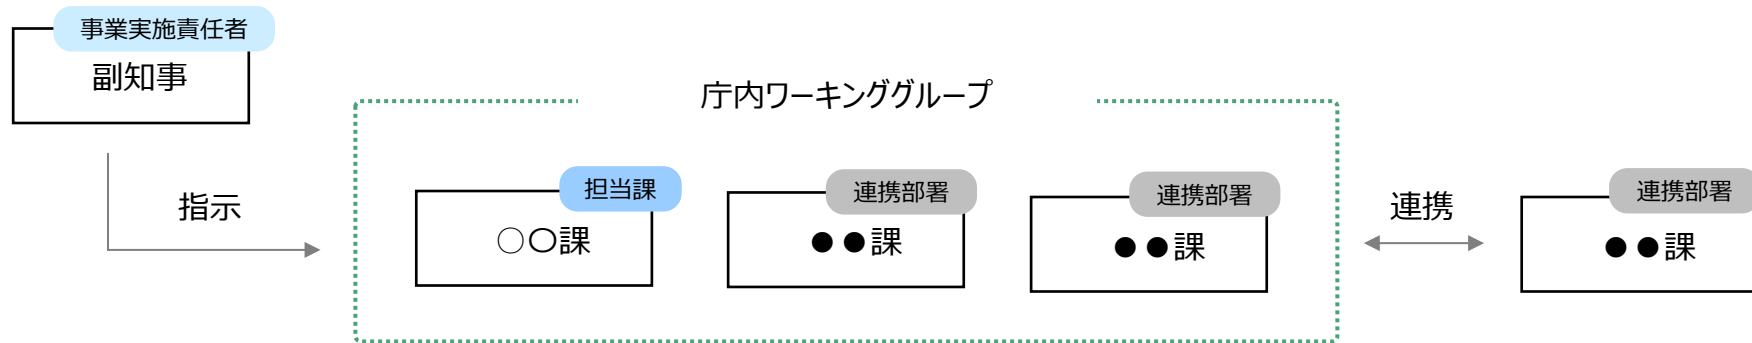 事業実施責任者
副知事
指示
庁内ワーキンググループ
担当課
○〇課
連携部署
●●課
連携部署
●●課
連携
連携部署
●●課